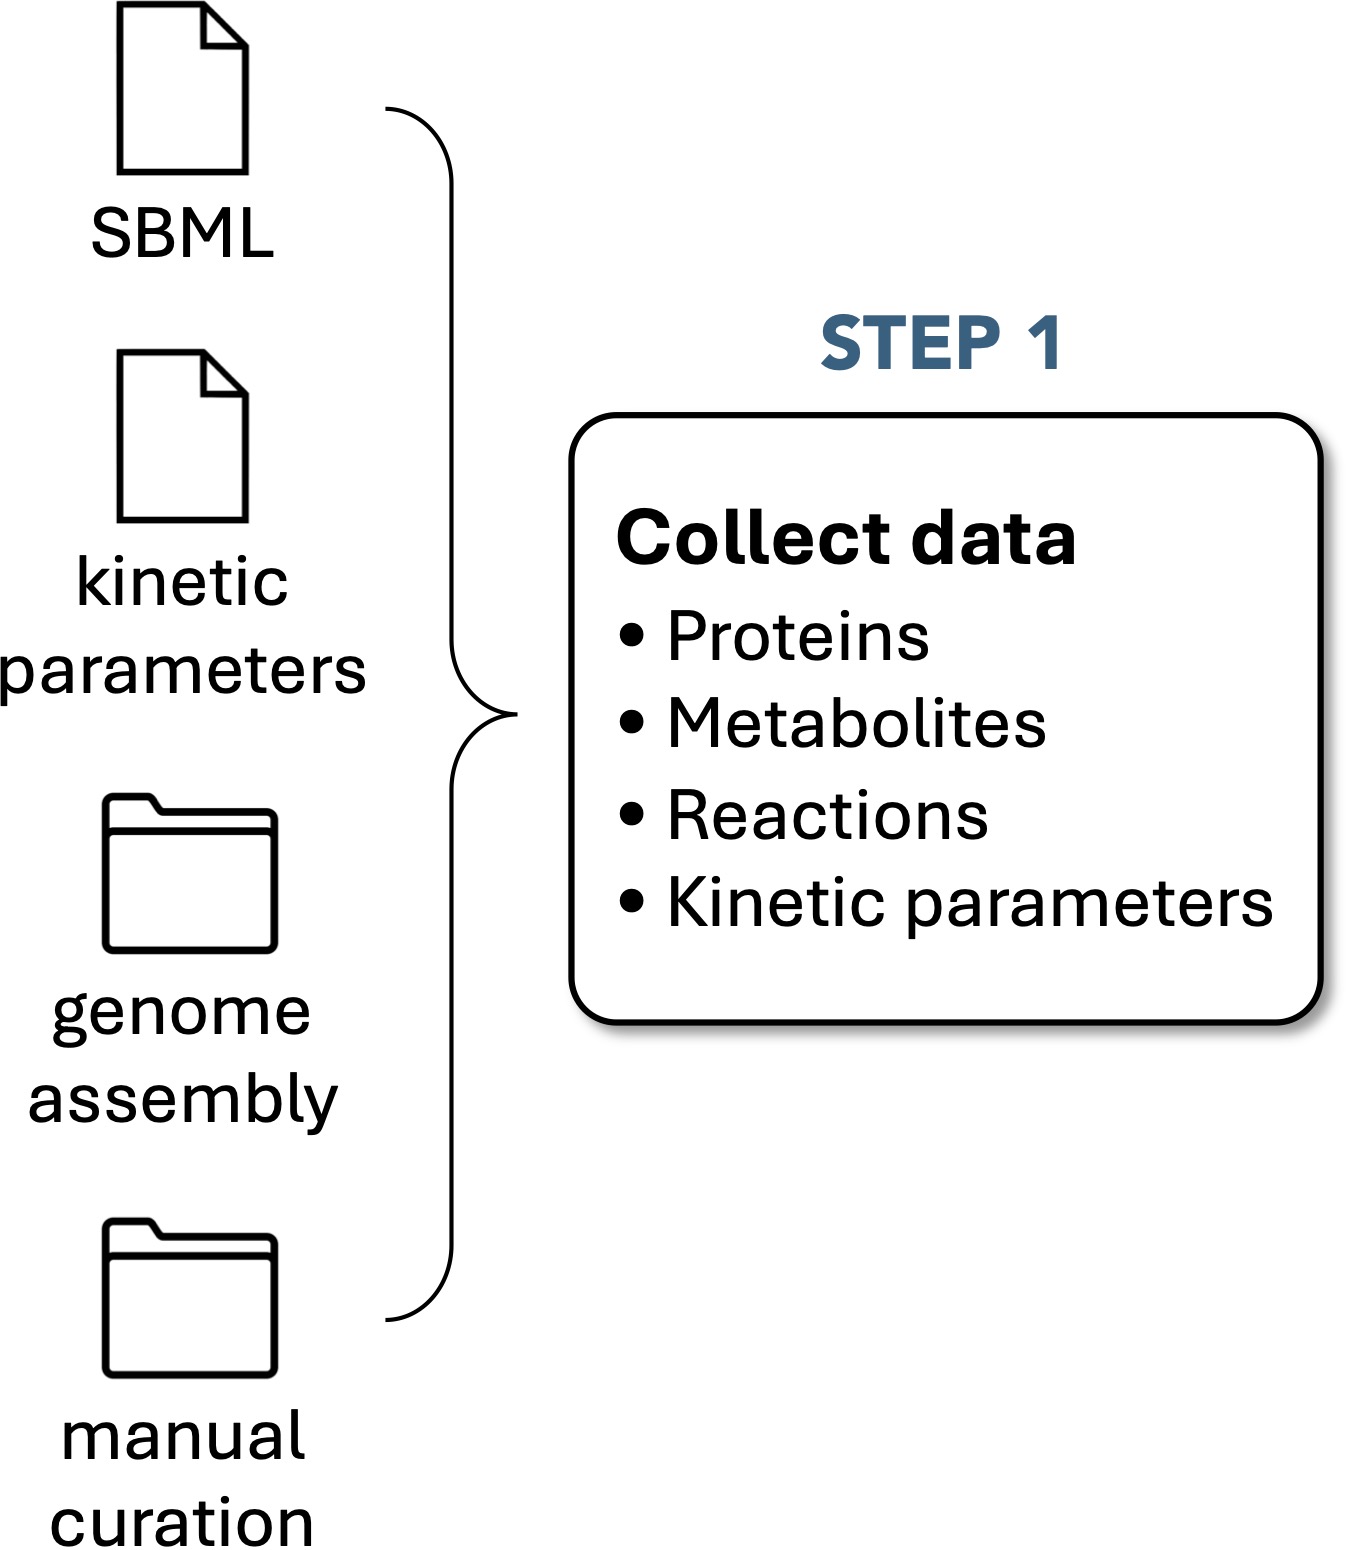 SBML
kinetic
parameters
genome
assembly
manual
curation
STEP 1
Collect data
• Proteins
• Metabolites
• Reactions
• Kinetic parameters